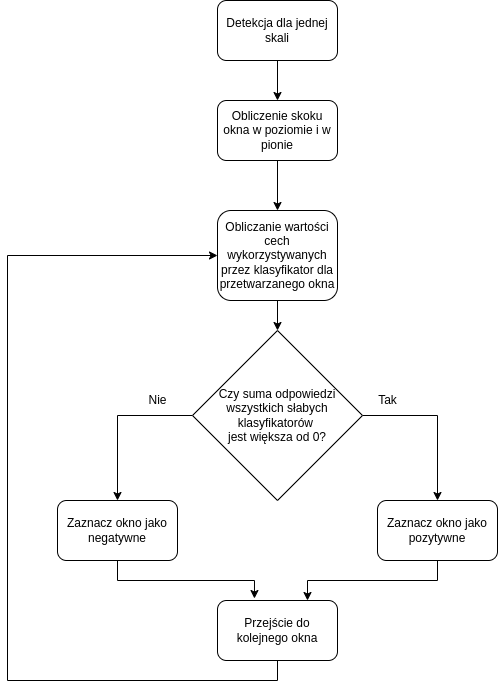 Detekcja dla jednej
skali
Obliczenie skoku
okna w poziomie i w
pionie
Obliczanie wartości
cech
wykorzystywanych
przez klasyfikator dla
przetwarzanego okna
Czy suma odpowiedzi
wszystkich słabych
klasyfikatorów
jest większa od 0?
Nie
Tak
Zaznacz okno jako
negatywne
Zaznacz okno jako
pozytywne
Przejście do
kolejnego okna